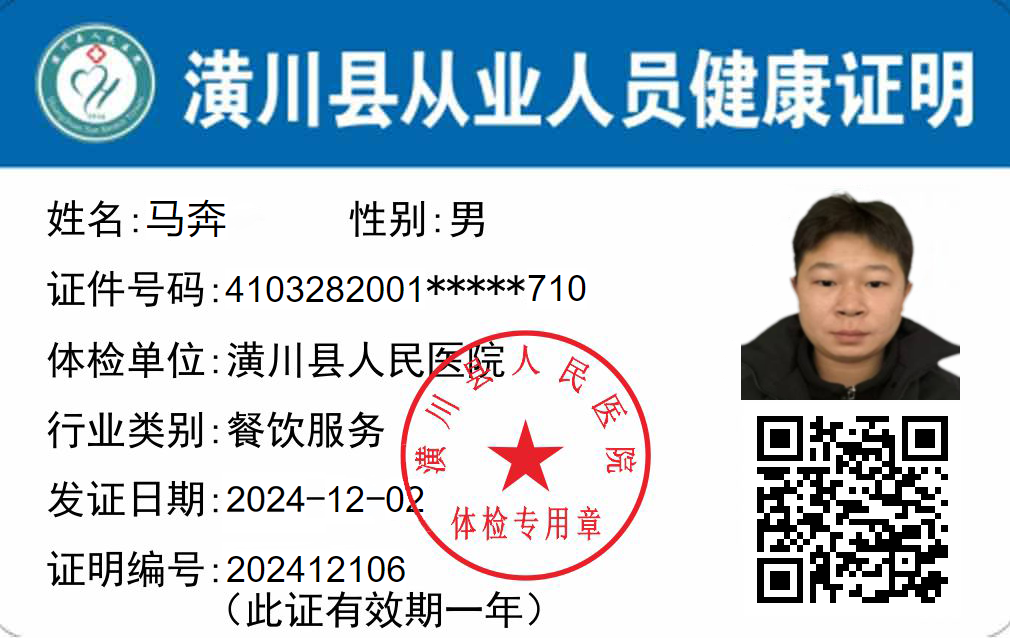 潢川县从业人员健康证明
姓名:马奔 性别:男
证件号码:4103282001*****710
体检单位:潢川县人民医院
行业类别:餐饮服务
发证日期:2024-12-02
证明编号:202412106
（此证有效期一年）
潢川县人民医院
体检专用章